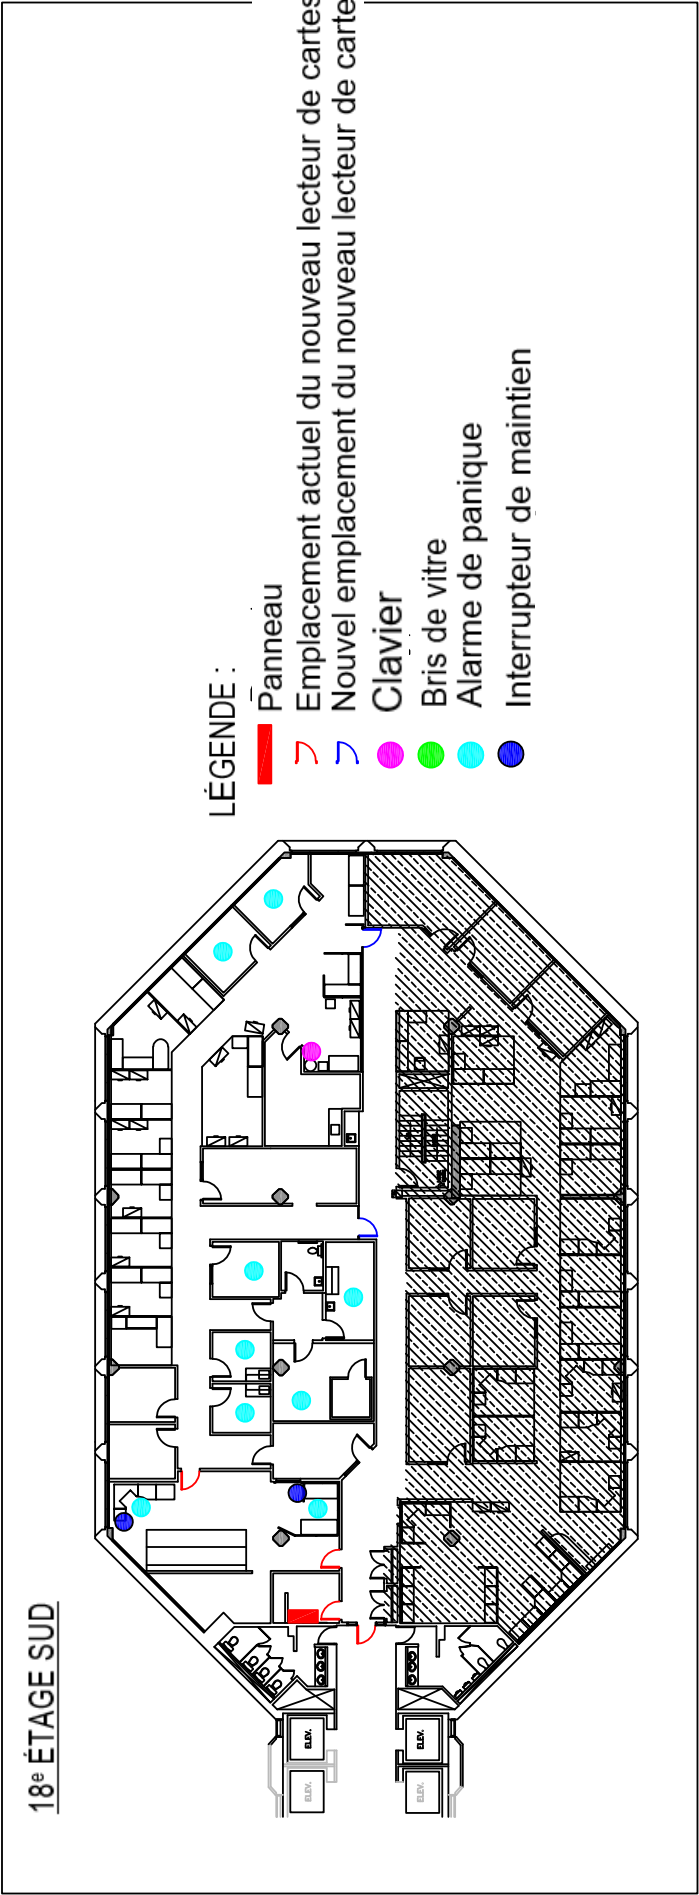 18e ÉTAGE SUD
LÉGENDE :
Panneau
Emplacement actuel du nouveau lecteur de cartes
Nouvel emplacement du nouveau lecteur de carte
Clavier
Bris de vitre
Alarme de panique
Interrupteur de maintien
ELEV.
ELEV.
ELEV.
ELEV.